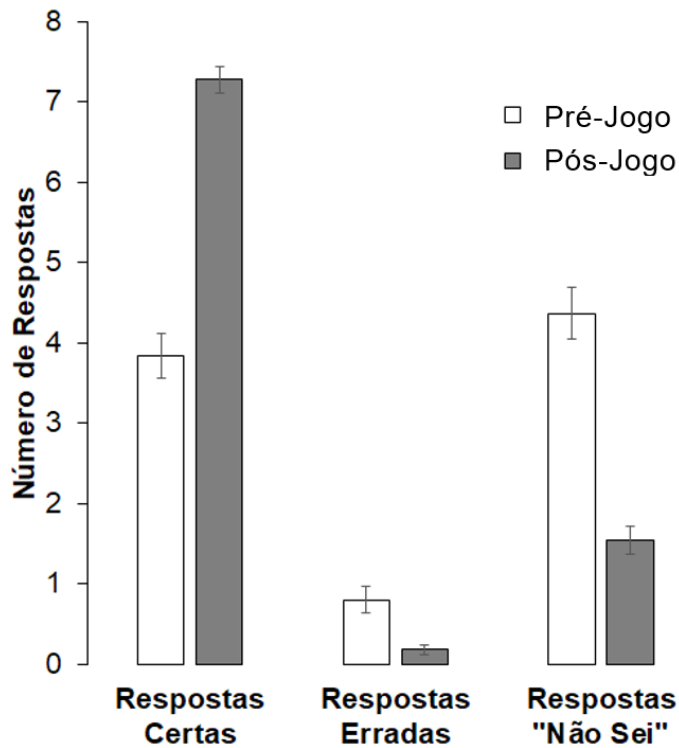 Número de Respostas
8
7
6
5
4
3
2
1
0
Pré-Jogo
Pós-Jogo
Respostas
Certas
Respostas
Erradas
Respostas
"Não Sei"